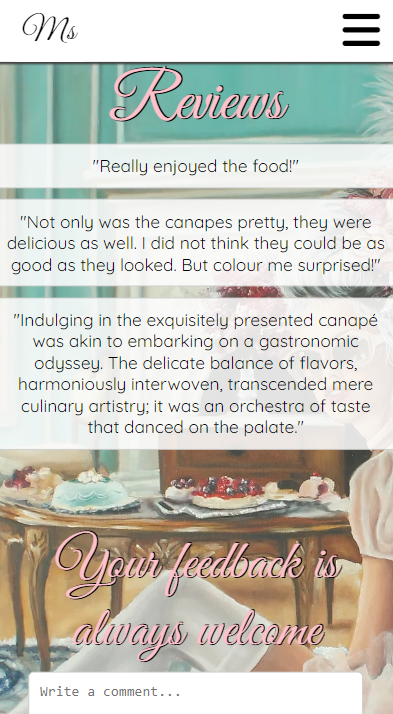 Ms
Reviews
"Really enjoyed the food!"
"Not only was the canapes pretty, they were
delicious as well. I did not think they could be as
good as they looked. But colour me surprised!"
"Indulging in the exquisitely presented canapé
was akin to embarking on a gastronomic
odyssey. The delicate balance of flavors,
harmoniously interwoven, transcended mere
culinary artistry; it was an orchestra of taste
that danced on the palate."
Your feedback is
always welcome
Write a comment...